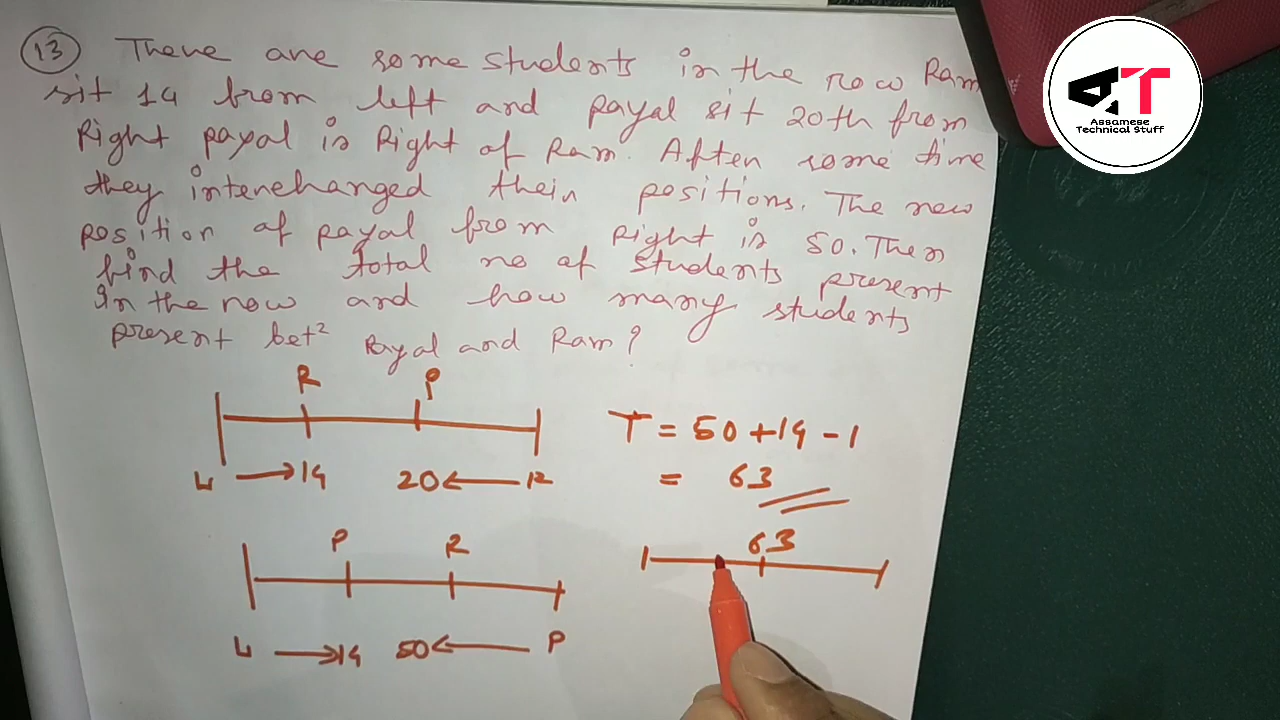 13 There are some students in the row Ram
sit 14 from left and payal sit 20th from
Right payal is Right of Ram. After some time
they interchanged their positions. The new
position of payal from right is 50. Then
find the total no of students present
In the row and how many students
present bet² Payal and Ram?
R P
L → 14 20 ← R
T = 50 + 14 - 1
= 63
P R
L → 14 50 ← P
63
AT
Assamese
Technical Stuff